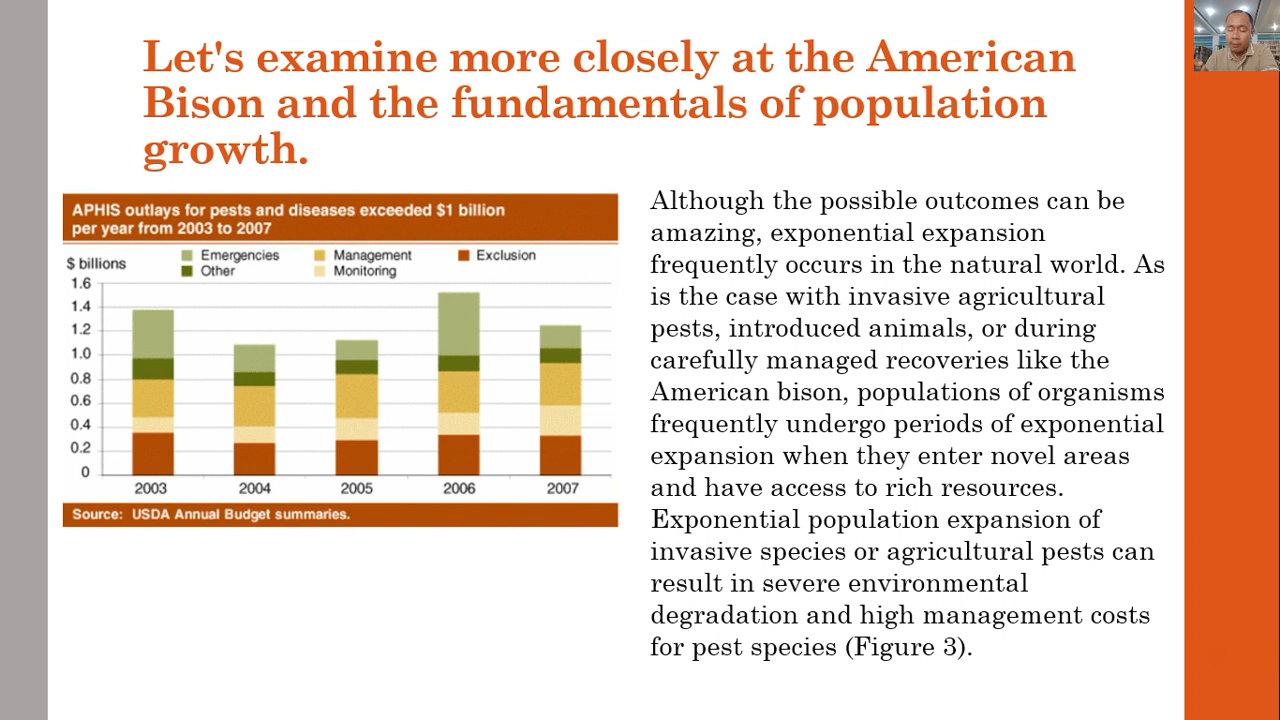 Let's examine more closely at the American
Bison and the fundamentals of population
growth.
APHIS outlays for pests and diseases exceeded $1 billion
per year from 2003 to 2007
$ billions
Emergencies Management Exclusion
Other Monitoring
1.6
1.4
1.2
1.0
0.8
0.6
0.4
0.2
0
2003 2004 2005 2006 2007
Source: USDA Annual Budget summaries.
Although the possible outcomes can be
amazing, exponential expansion
frequently occurs in the natural world. As
is the case with invasive agricultural
pests, introduced animals, or during
carefully managed recoveries like the
American bison, populations of organisms
frequently undergo periods of exponential
expansion when they enter novel areas
and have access to rich resources.
Exponential population expansion of
invasive species or agricultural pests can
result in severe environmental
degradation and high management costs
for pest species (Figure 3).